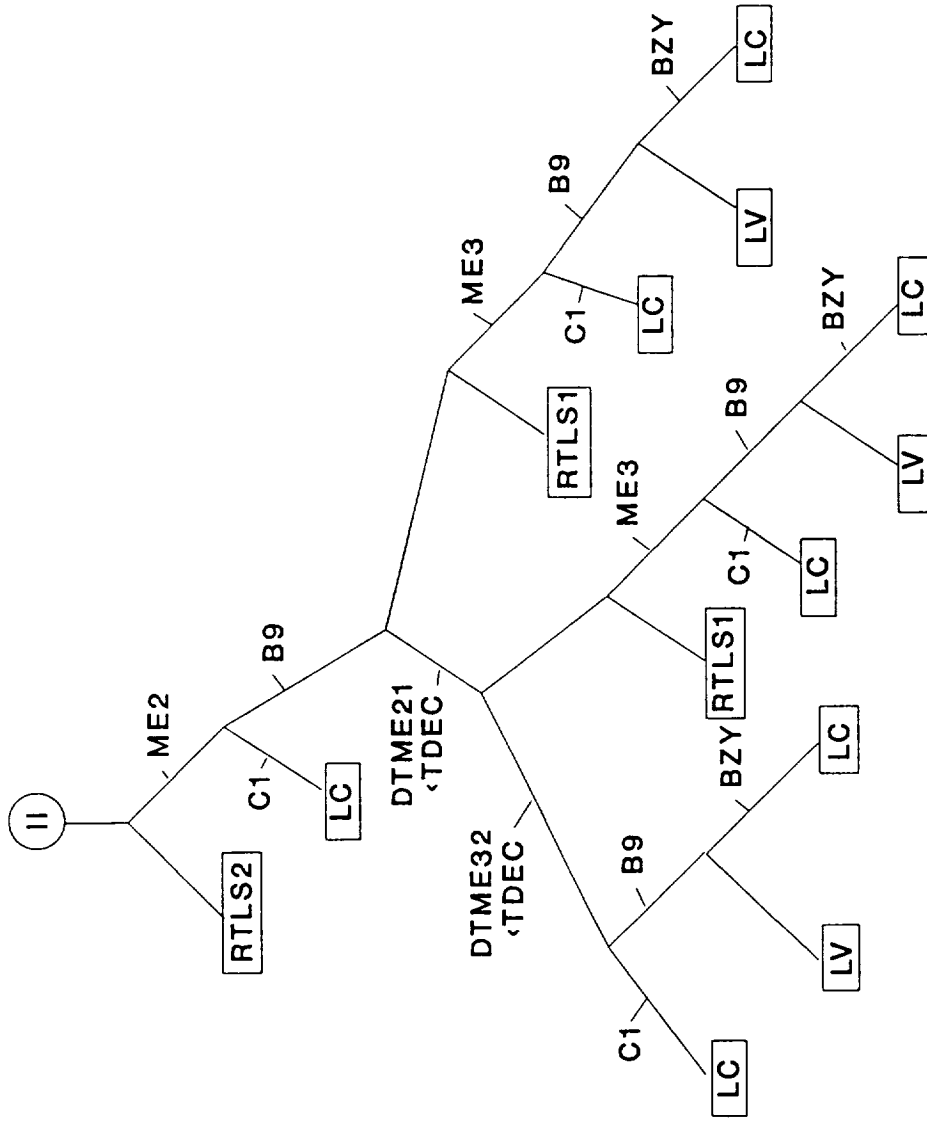 II
ME2
RTLS2
C1
LC
B9
DTME21
<TDEC
ME3
RTLS1
C1
LC
B9
LV
BZY
LC
DTME32
<TDEC
ME3
RTLS1
C1
LC
B9
LV
BZY
LC
C1
LC
B9
LV
BZY
LC